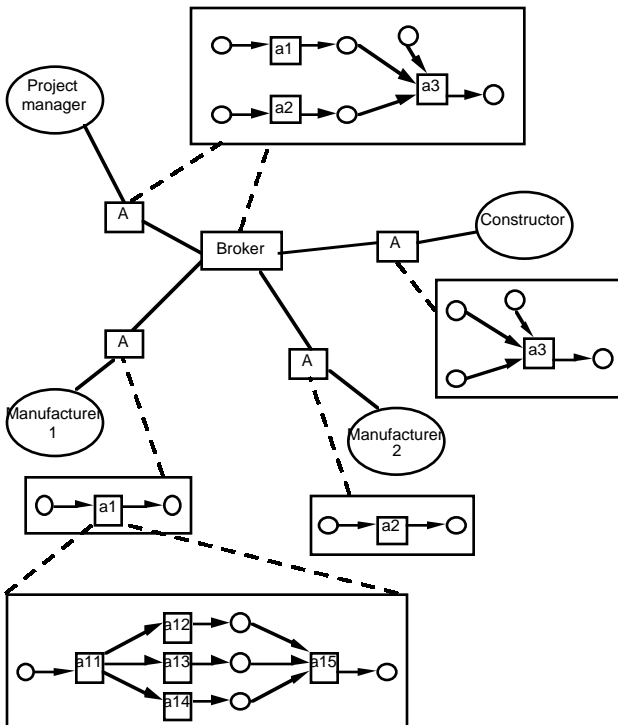 a1
a3
a2
Project
manager
A
Broker
A
Constructor
A
A
a3
Manufacturer
1
Manufacturer
2
a1
a2
a12
a11
a13
a15
a14